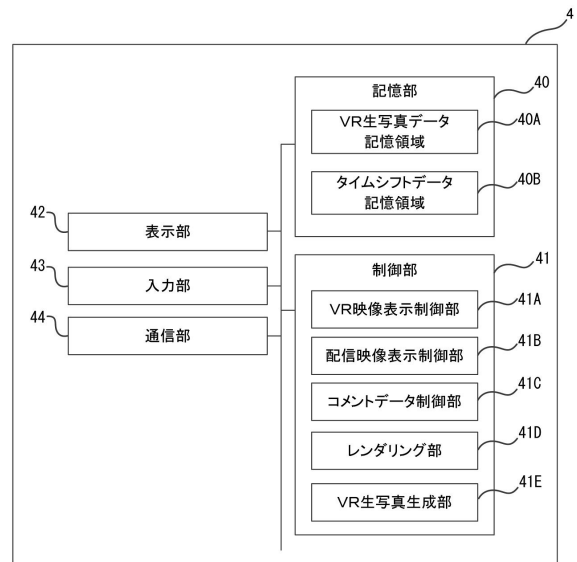 4
記憶部
40
VR生写真データ
記憶領域
40A
タイムシフトデータ
記憶領域
40B
42
表示部
43
入力部
44
通信部
制御部
41
VR映像表示制御部
41A
配信映像表示制御部
41B
コメントデータ制御部
41C
レンダリング部
41D
VR生写真生成部
41E